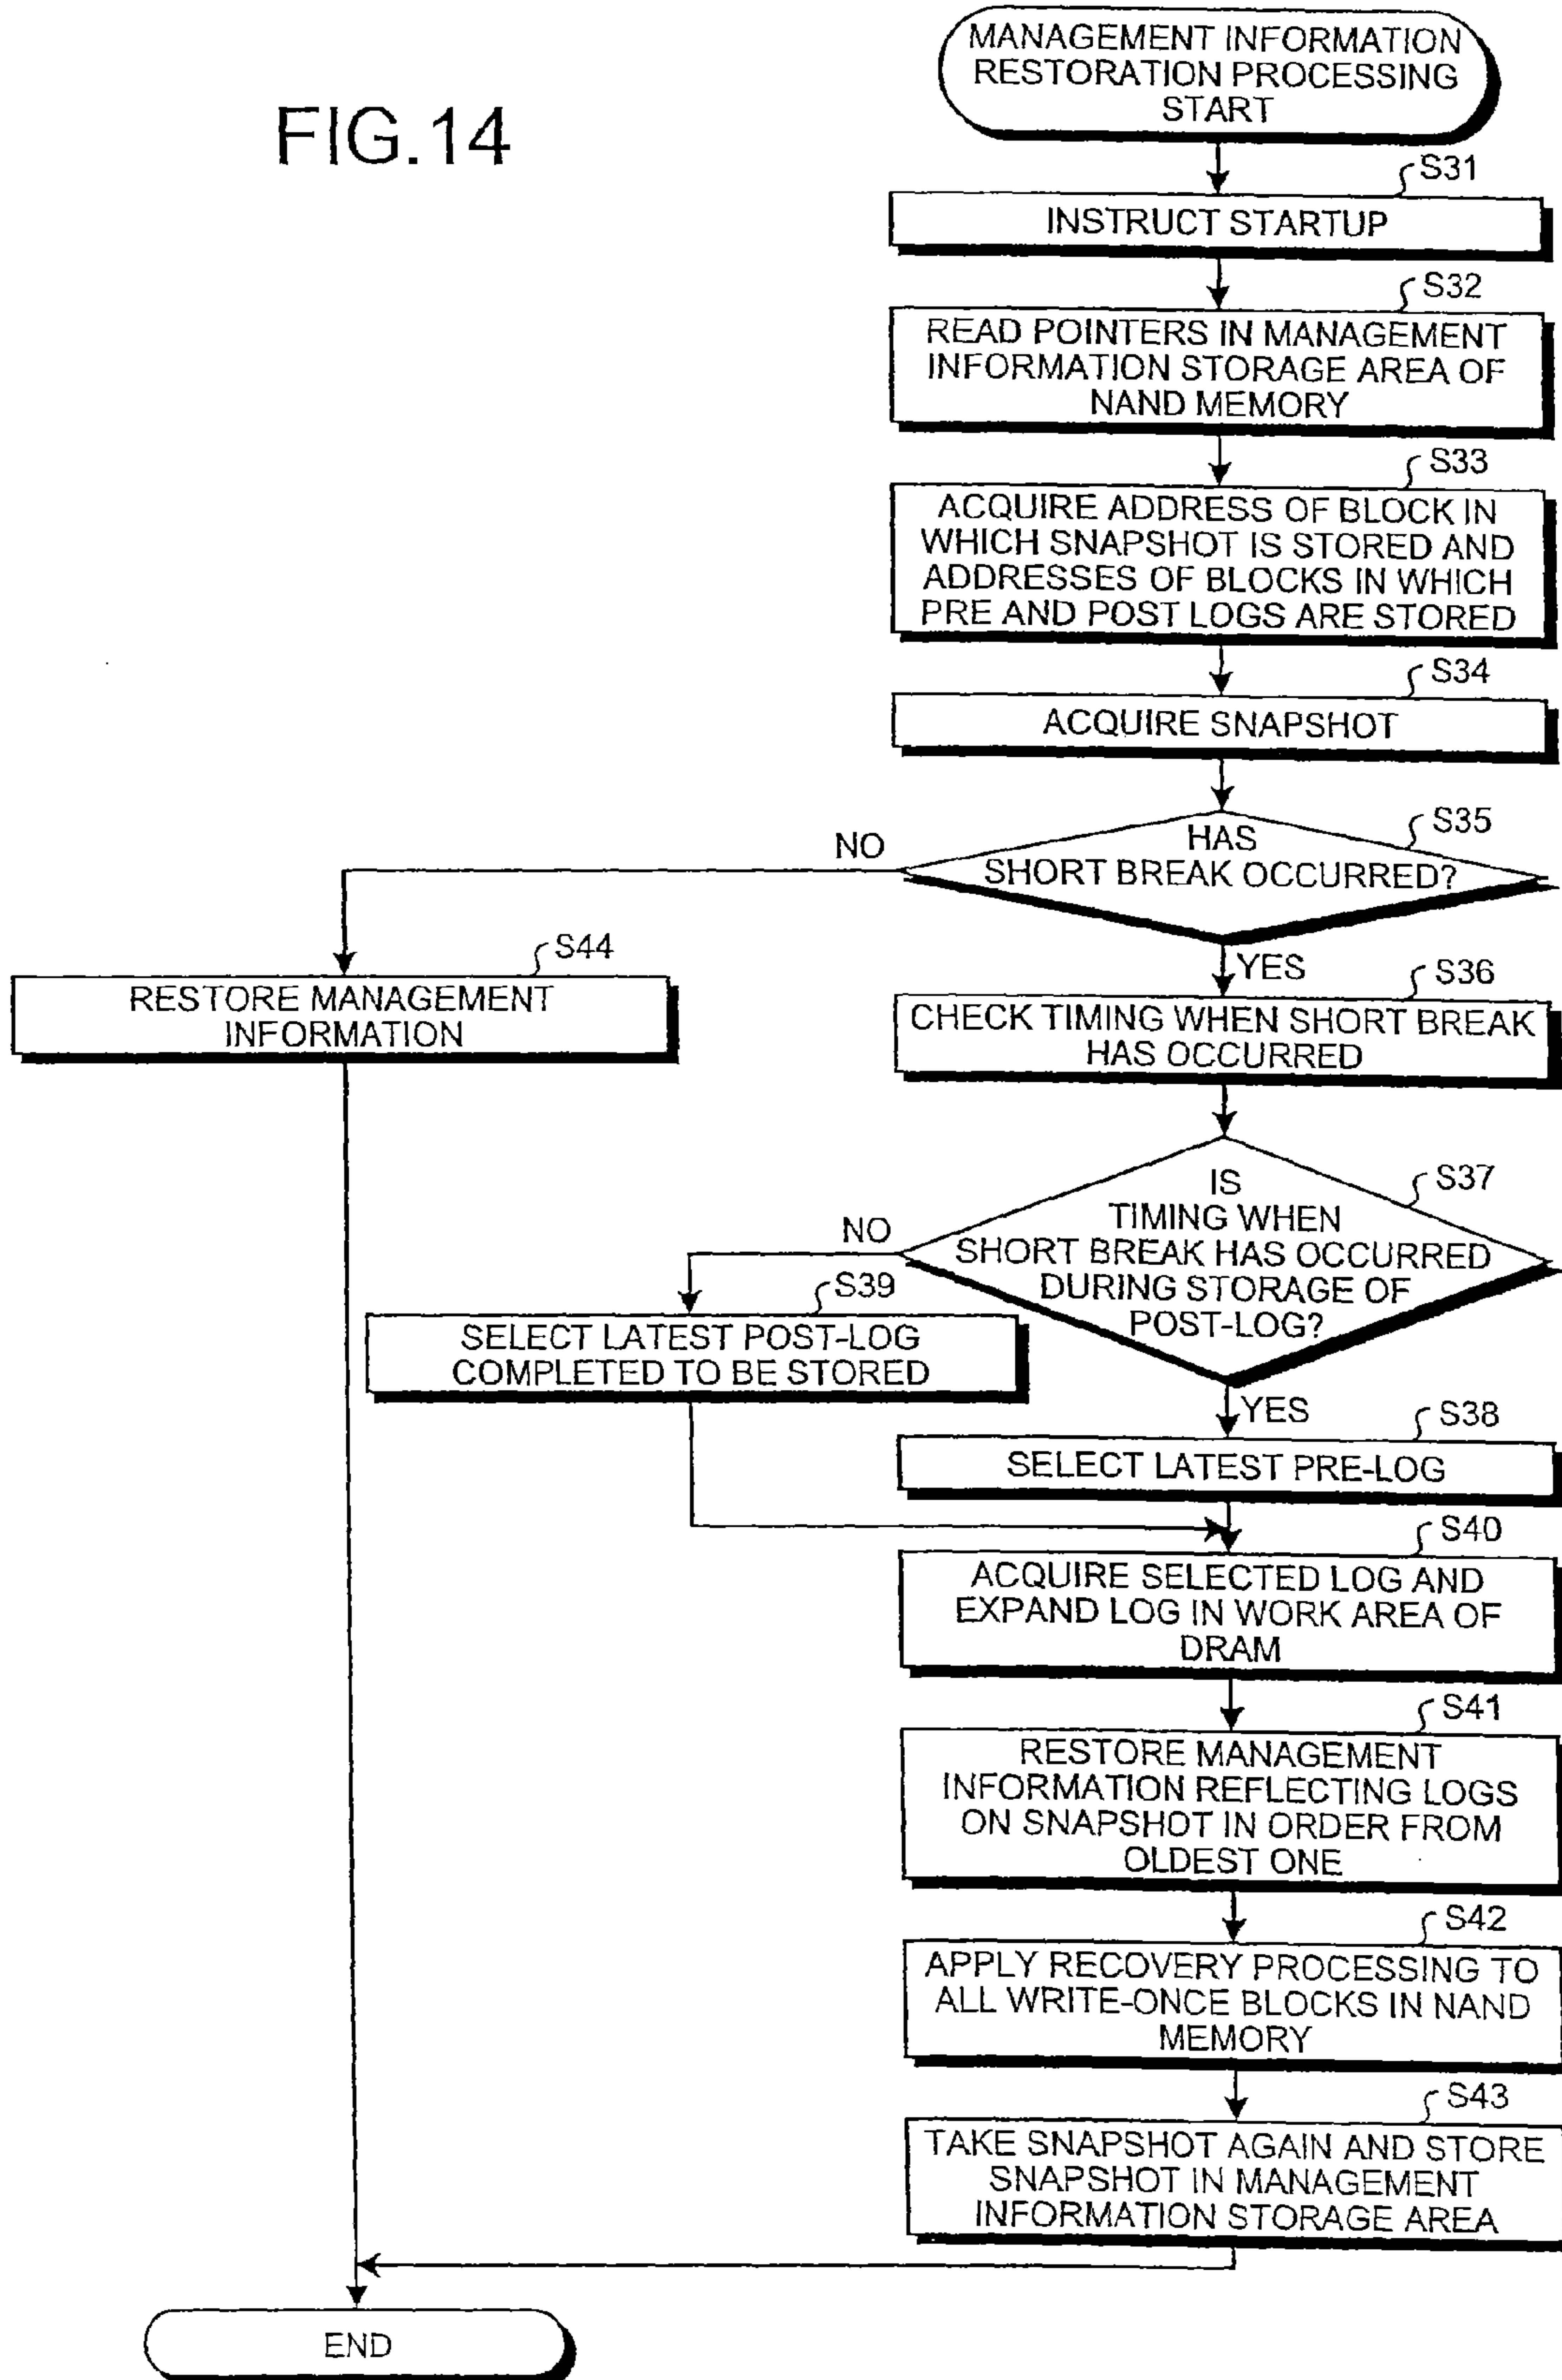 FIG.14
MANAGEMENT INFORMATION
RESTORATION PROCESSING
START
S31
INSTRUCT STARTUP
S32
READ POINTERS IN MANAGEMENT
INFORMATION STORAGE AREA OF
NAND MEMORY
S33
ACQUIRE ADDRESS OF BLOCK IN
WHICH SNAPSHOT IS STORED AND
ADDRESSES OF BLOCKS IN WHICH
PRE AND POST LOGS ARE STORED
S34
ACQUIRE SNAPSHOT
S35
HAS
SHORT BREAK OCCURRED?
NO
YES
S44
RESTORE MANAGEMENT
INFORMATION
S36
CHECK TIMING WHEN SHORT BREAK
HAS OCCURRED
S37
IS
TIMING WHEN
SHORT BREAK HAS OCCURRED
DURING STORAGE OF
POST-LOG?
NO
YES
S39
SELECT LATEST POST-LOG
COMPLETED TO BE STORED
S38
SELECT LATEST PRE-LOG
S40
ACQUIRE SELECTED LOG AND
EXPAND LOG IN WORK AREA OF
DRAM
S41
RESTORE MANAGEMENT
INFORMATION REFLECTING LOGS
ON SNAPSHOT IN ORDER FROM
OLDEST ONE
S42
APPLY RECOVERY PROCESSING TO
ALL WRITE-ONCE BLOCKS IN NAND
MEMORY
S43
TAKE SNAPSHOT AGAIN AND STORE
SNAPSHOT IN MANAGEMENT
INFORMATION STORAGE AREA
END